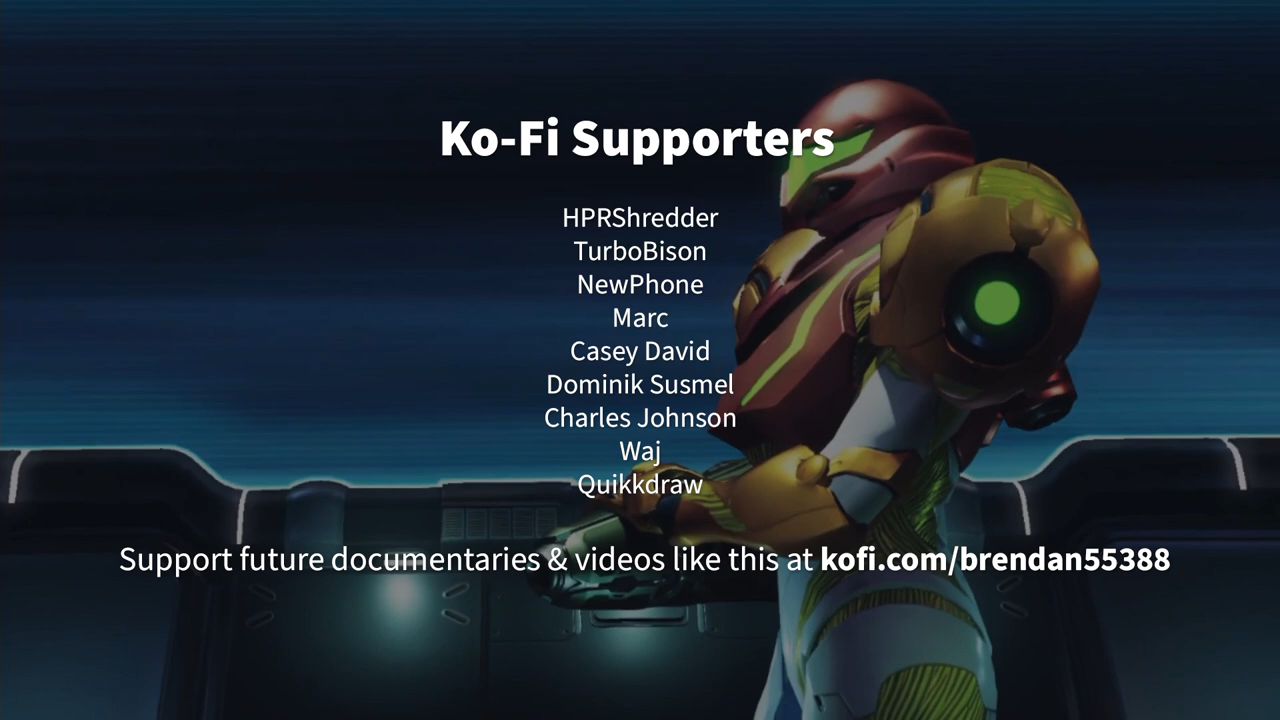 Ko-Fi Supporters
HPRShredder
TurboBison
NewPhone
Marc
Casey David
Dominik Susmel
Charles Johnson
Waj
Quikkdraw
Support future documentaries & videos like this at kofi.com/brendan55388